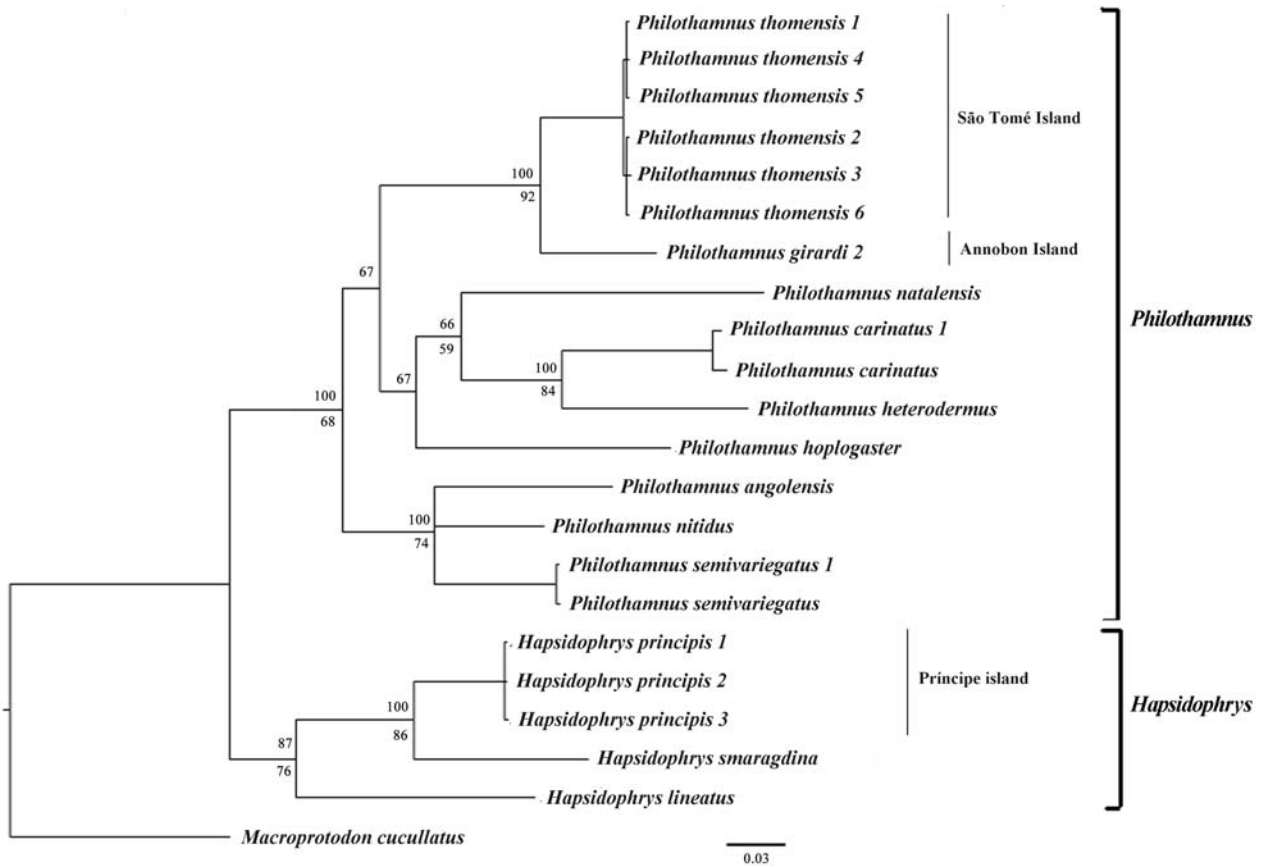 Philothamnus thomensis 1
Philothamnus thomensis 4
Philothamnus thomensis 5
São Tomé Island
Philothamnus thomensis 2
100
Philothamnus thomensis 3
92
Philothamnus thomensis 6
Philothamnus girardi 2
Annobon Island
67
Philothamnus natalensis
Philothamnus
66
Philothamnus carinatus 1
59
100
Philothamnus carinatus
67
84
100
Philothamnus heterodermus
68
Philothamnus hoplogaster
Philothamnus angolensis
100
Philothamnus nitidus
74
Philothamnus semivariegatus 1
Philothamnus semivariegatus
Hapsidophrys principis 1
Hapsidophrys principis 2
Príncipe island
Hapsidophrys
100
Hapsidophrys principis 3
86
87
Hapsidophrys smaragdina
76
Hapsidophrys lineatus
Macroprotodon cucullatus
0.03